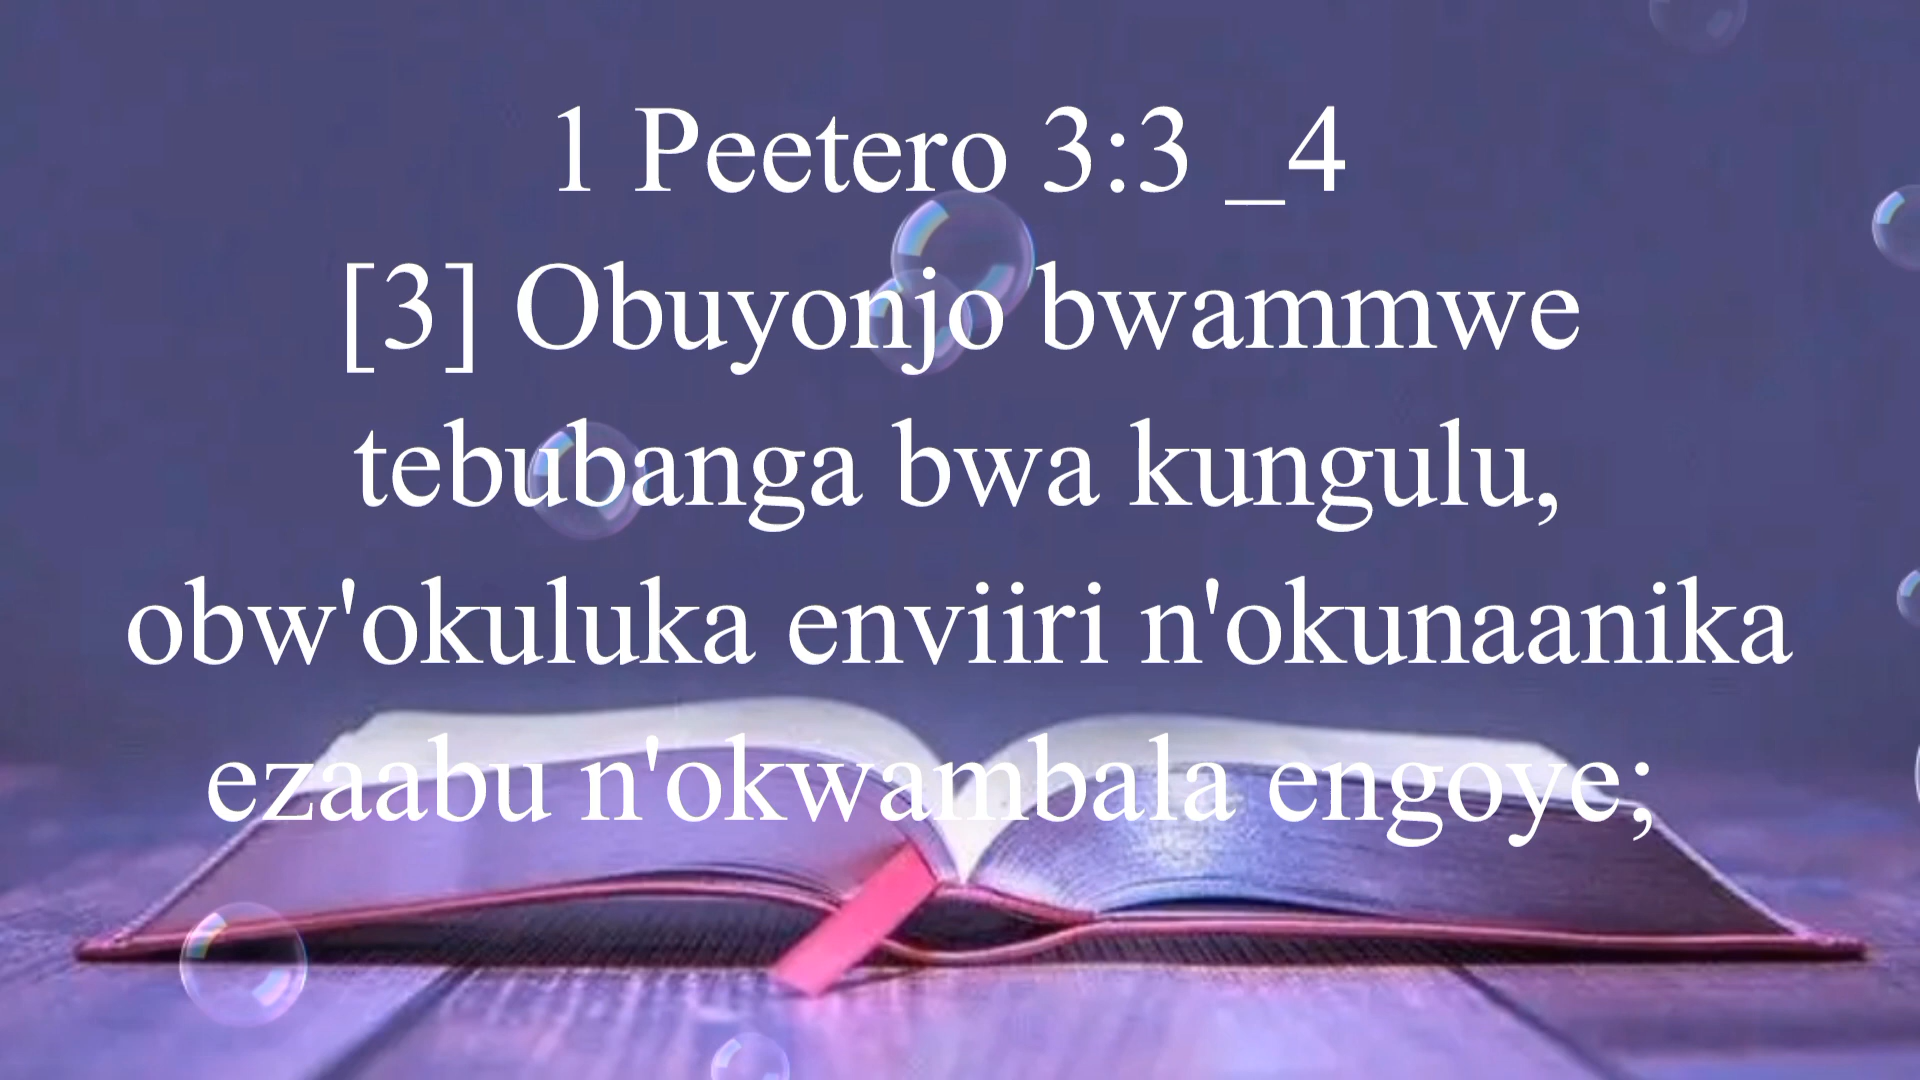 1 Peetero 3:3 _4
[3] Obuyonjo bwammwe
tebubanga bwa kungulu,
obw'okuluka enviiri n'okunaanika
ezaabu n'okwambala engoye;